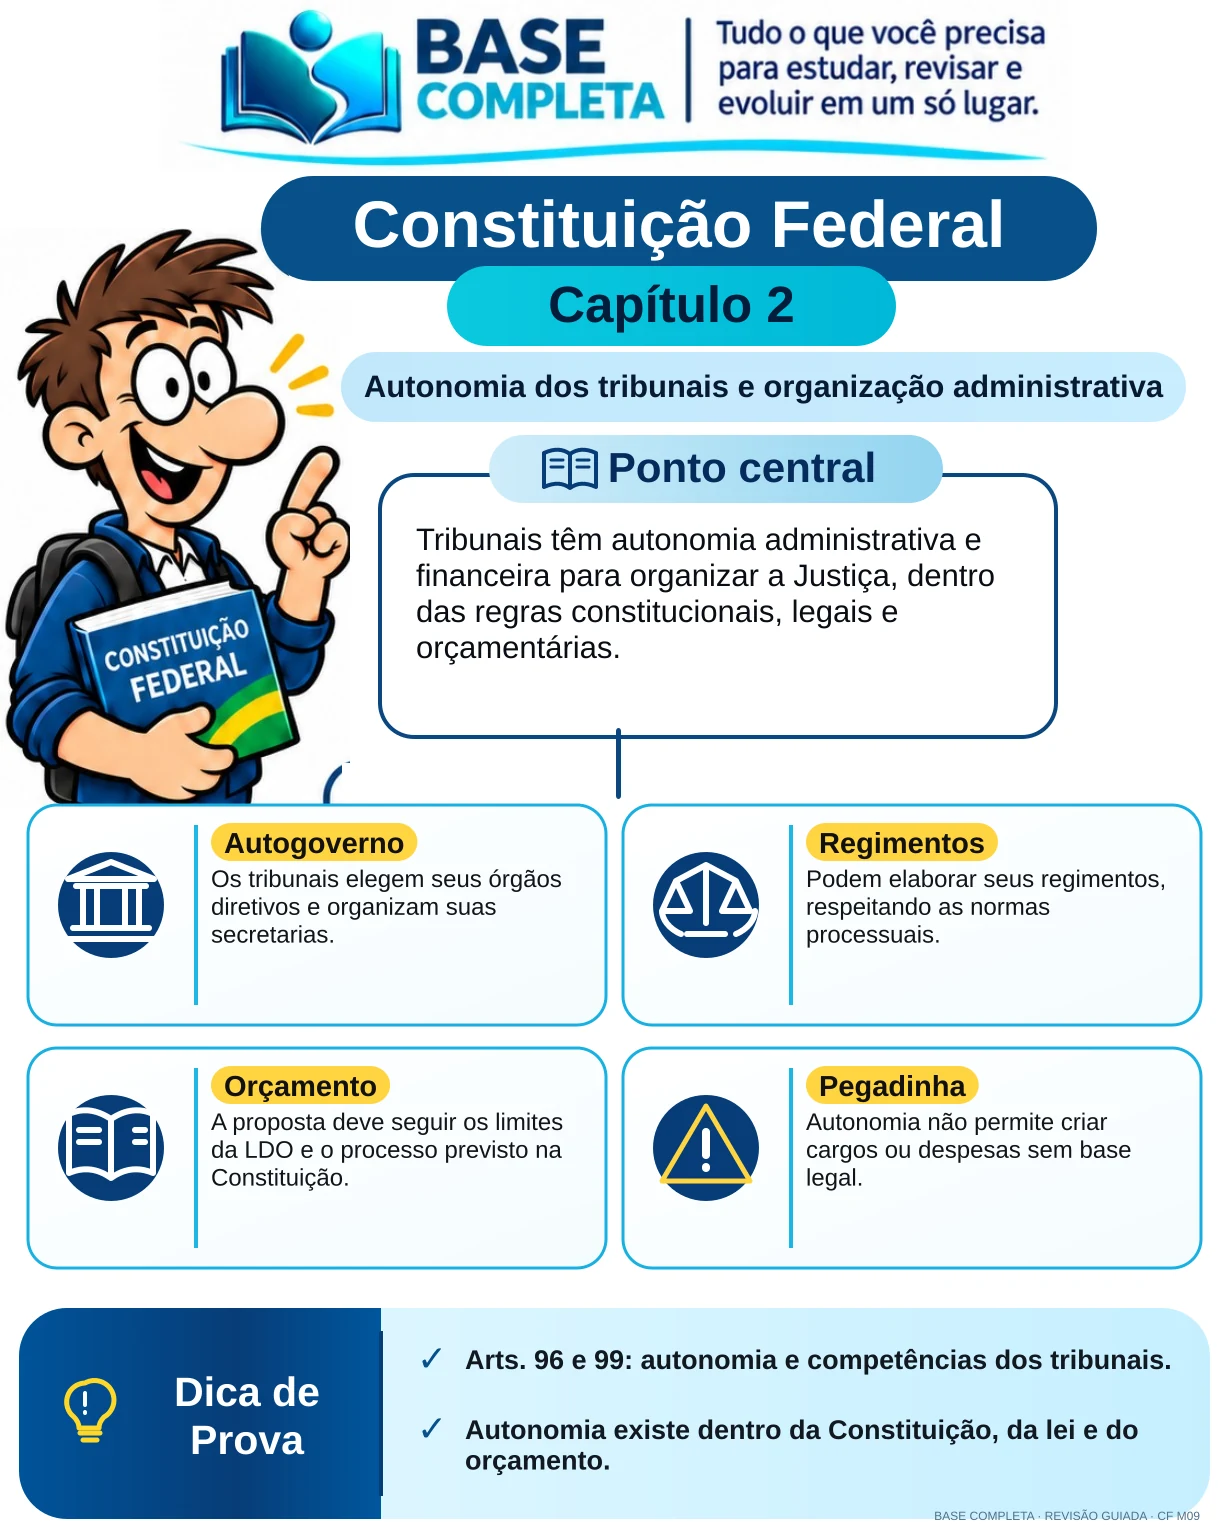 BASE
COMPLETA
Tudo o que você precisa
para estudar, revisar e
evoluir em um só lugar.
Constituição Federal
Capítulo 2
Autonomia dos tribunais e organização administrativa
Ponto central
Tribunais têm autonomia administrativa e
financeira para organizar a Justiça, dentro
das regras constitucionais, legais e
orçamentárias.
CONSTITUIÇÃO
FEDERAL
Autogoverno
Os tribunais elegem seus órgãos
diretivos e organizam suas
secretarias.
Regimentos
Podem elaborar seus regimentos,
respeitando as normas
processuais.
Orçamento
A proposta deve seguir os limites
da LDO e o processo previsto na
Constituição.
Pegadinha
Autonomia não permite criar
cargos ou despesas sem base
legal.
Dica de
Prova
✓ Arts. 96 e 99: autonomia e competências dos tribunais.
✓ Autonomia existe dentro da Constituição, da lei e do
orçamento.
BASE COMPLETA · REVISÃO GUIADA · CF M09